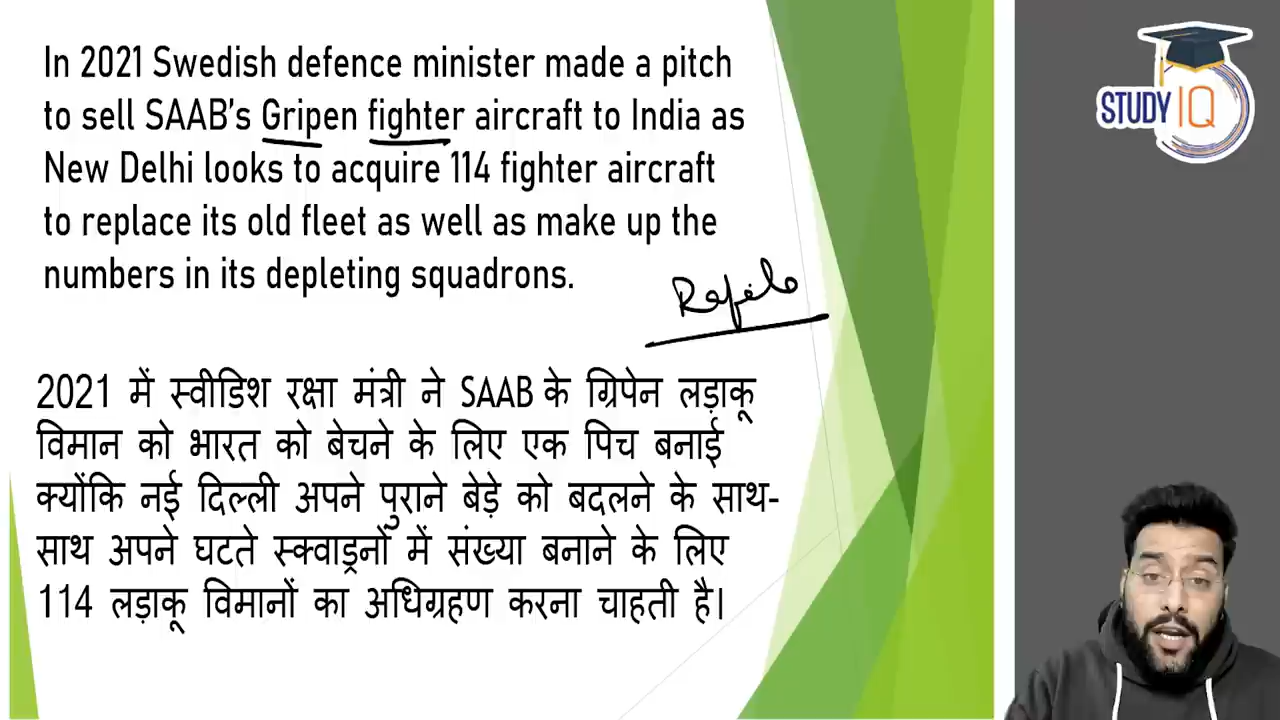 In 2021 Swedish defence minister made a pitch
to sell SAAB's Gripen fighter aircraft to India as
New Delhi looks to acquire 114 fighter aircraft
to replace its old fleet as well as make up the
numbers in its depleting squadrons.
2021 में स्वीडिश रक्षा मंत्री ने SAAB के ग्रिपेन लड़ाकू
विमान को भारत को बेचने के लिए एक पिच बनाई
क्योंकि नई दिल्ली अपने पुराने बेड़े को बदलने के साथ-
साथ अपने घटते स्क्वाड्रनों में संख्या बनाने के लिए
114 लड़ाकू विमानों का अधिग्रहण करना चाहती है।
STUDY IQ